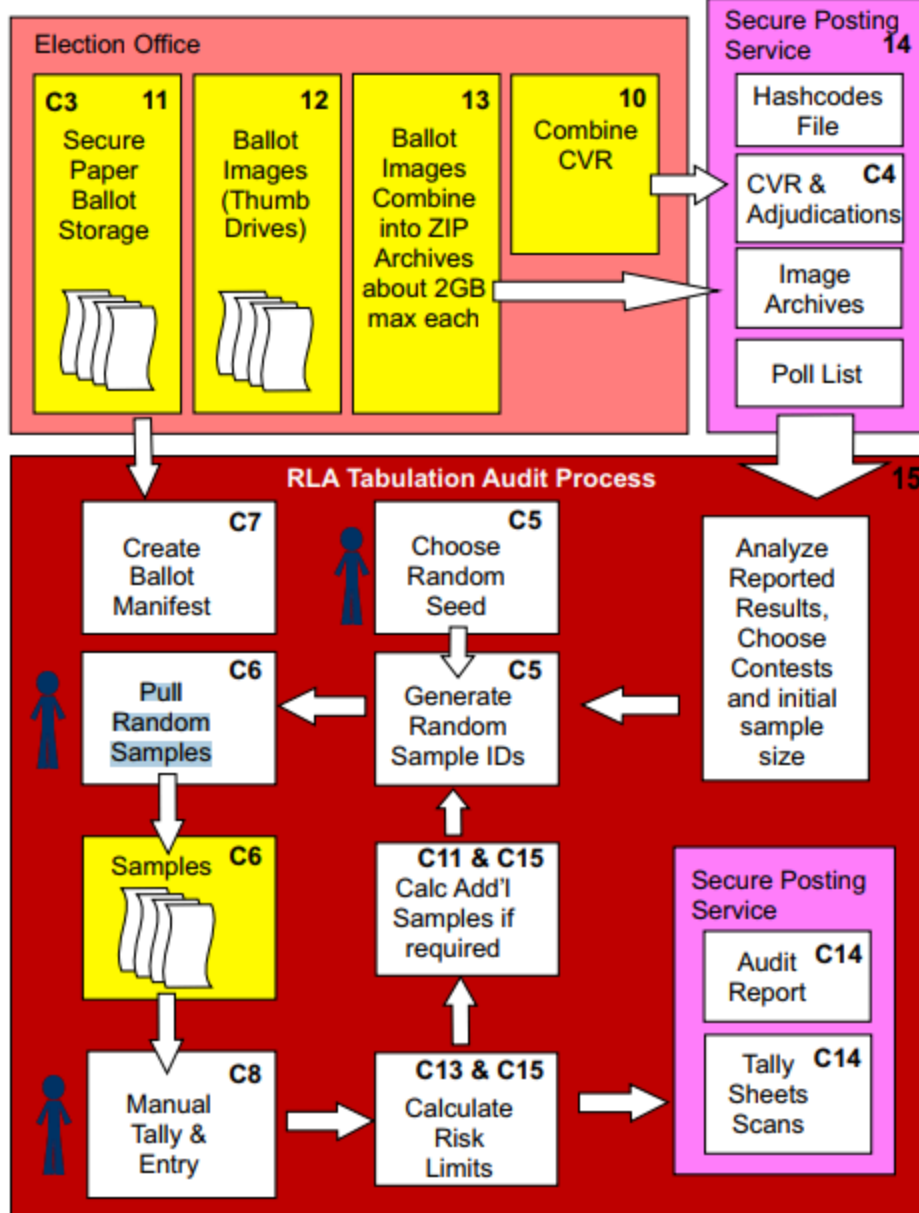 Election Office
C3 11
Secure
Paper
Ballot
Storage
12
Ballot
Images
(Thumb
Drives)
13
Ballot
Images
Combine
into ZIP
Archives
about 2GB
max each
10
Combine
CVR
Secure Posting
Service 14
Hashcodes
File
CVR & C4
Adjudications
Image
Archives
Poll List
RLA Tabulation Audit Process
15
C7
Create
Ballot
Manifest
C5
Choose
Random
Seed
Analyze
Reported
Results,
Choose
Contests
and initial
sample
size
C6
Pull
Random
Samples
C5
Generate
Random
Sample IDs
Samples C6
C11 & C15
Calc Add'l
Samples if
required
C8
Manual
Tally &
Entry
C13 & C15
Calculate
Risk
Limits
Secure Posting
Service
Audit C14
Report
Tally C14
Sheets
Scans